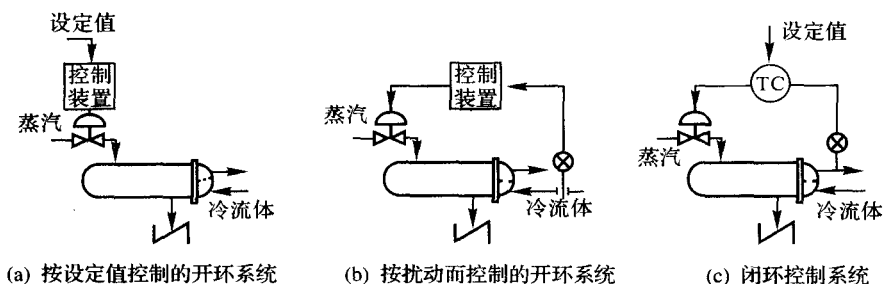 设定值
控制
装置
蒸汽
冷流体
(a) 按设定值控制的开环系统
控制
装置
蒸汽
冷流体
(b) 按扰动而控制的开环系统
设定值
TC
蒸汽
冷流体
(c) 闭环控制系统